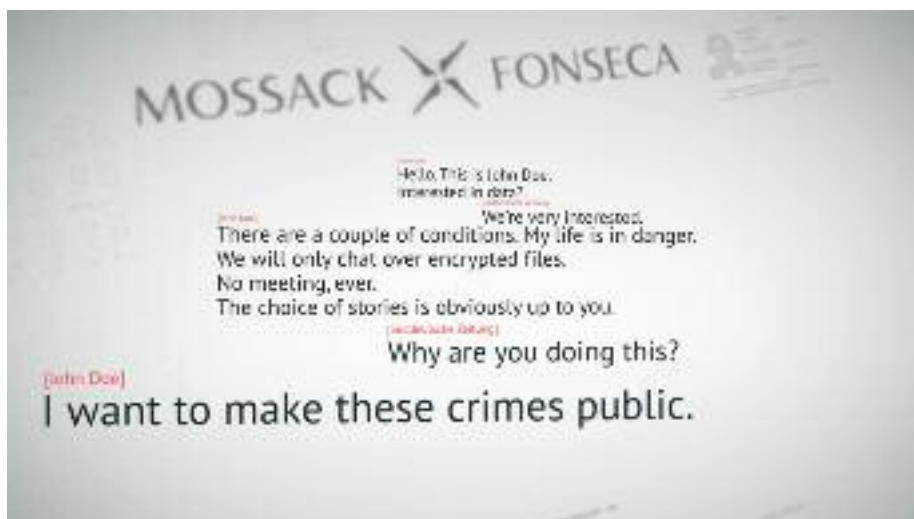 MOSSACK FONSECA
Hello. This is John Doe.
Interested in data?
We're very interested.
There are a couple of conditions. My life is in danger.
We will only chat over encrypted files.
No meeting, ever.
The choice of stories is obviously up to you.
[süddeutsche zeitung]
Why are you doing this?
[John Doe]
I want to make these crimes public.